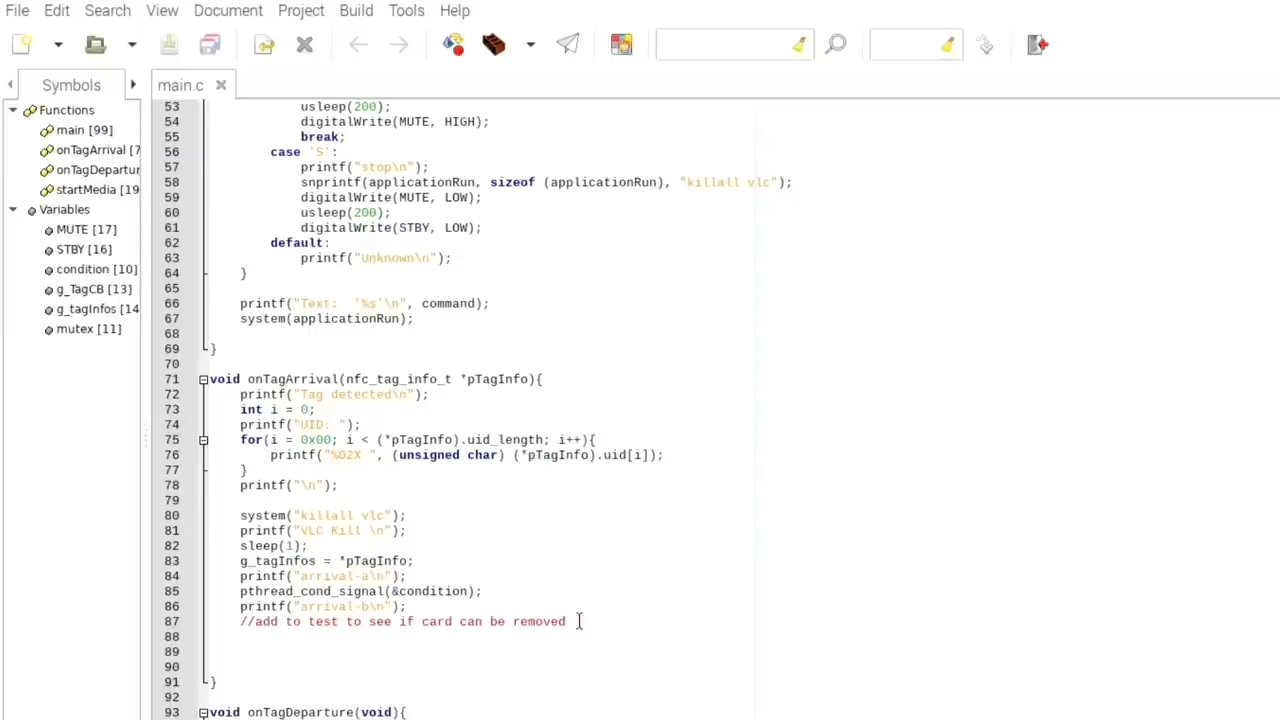 File Edit Search View Document Project Build Tools Help
Symbols main.c
Functions
main [99]
onTagArrival [7
onTagDepartur
startMedia [19
Variables
MUTE [17]
STBY [16]
condition [10]
g_TagCB [13]
g_tagInfos [14
mutex [11]
53 usleep(200);
54 digitalWrite(MUTE, HIGH);
55 break;
56 case 'S':
57 printf("stop\n");
58 snprintf(applicationRun, sizeof (applicationRun), "killall vlc");
59 digitalWrite(MUTE, LOW);
60 usleep(200);
61 digitalWrite(STBY, LOW);
62 default:
63 printf("Unknown\n");
64 }
65
66 printf("Text:  '%s'\n", command);
67 system(applicationRun);
68
69 }
70
71 void onTagArrival(nfc_tag_info_t *pTagInfo){
72 printf("Tag detected\n");
73 int i = 0;
74 printf("UID: ");
75 for(i = 0x00; i < (*pTagInfo).uid_length; i++){
76 printf("%02X ", (unsigned char) (*pTagInfo).uid[i]);
77 }
78 printf("\n");
79
80 system("killall vlc");
81 printf("VLC Kill \n");
82 sleep(1);
83 g_tagInfos = *pTagInfo;
84 printf("arrival-a\n");
85 pthread_cond_signal(&condition);
86 printf("arrival-b\n");
87 //add to test to see if card can be removed
88
89
90
91 }
92
93 void onTagDeparture(void){